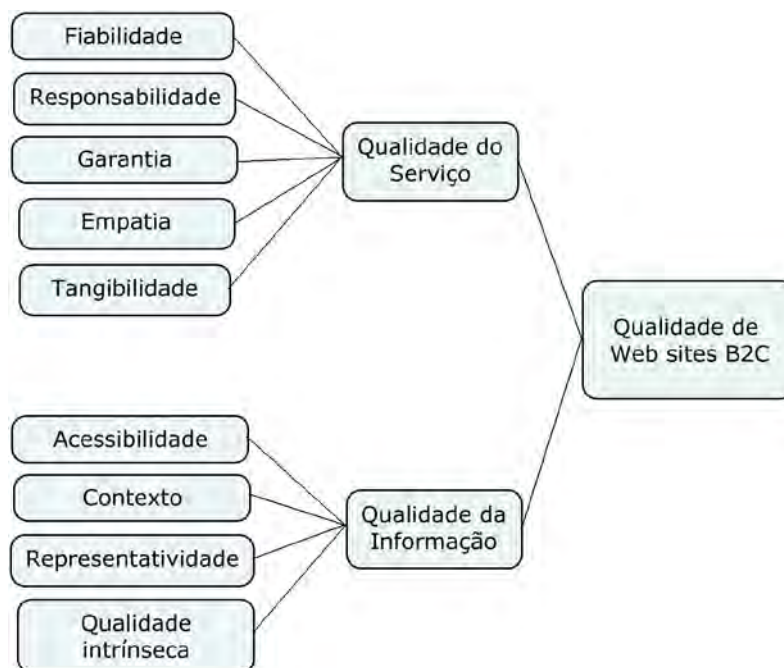 Fiabilidade
Responsabilidade
Garantia
Empatia
Tangibilidade
Qualidade do
Serviço
Qualidade de
Web sites B2C
Acessibilidade
Contexto
Representatividade
Qualidade
intrínseca
Qualidade da
Informação